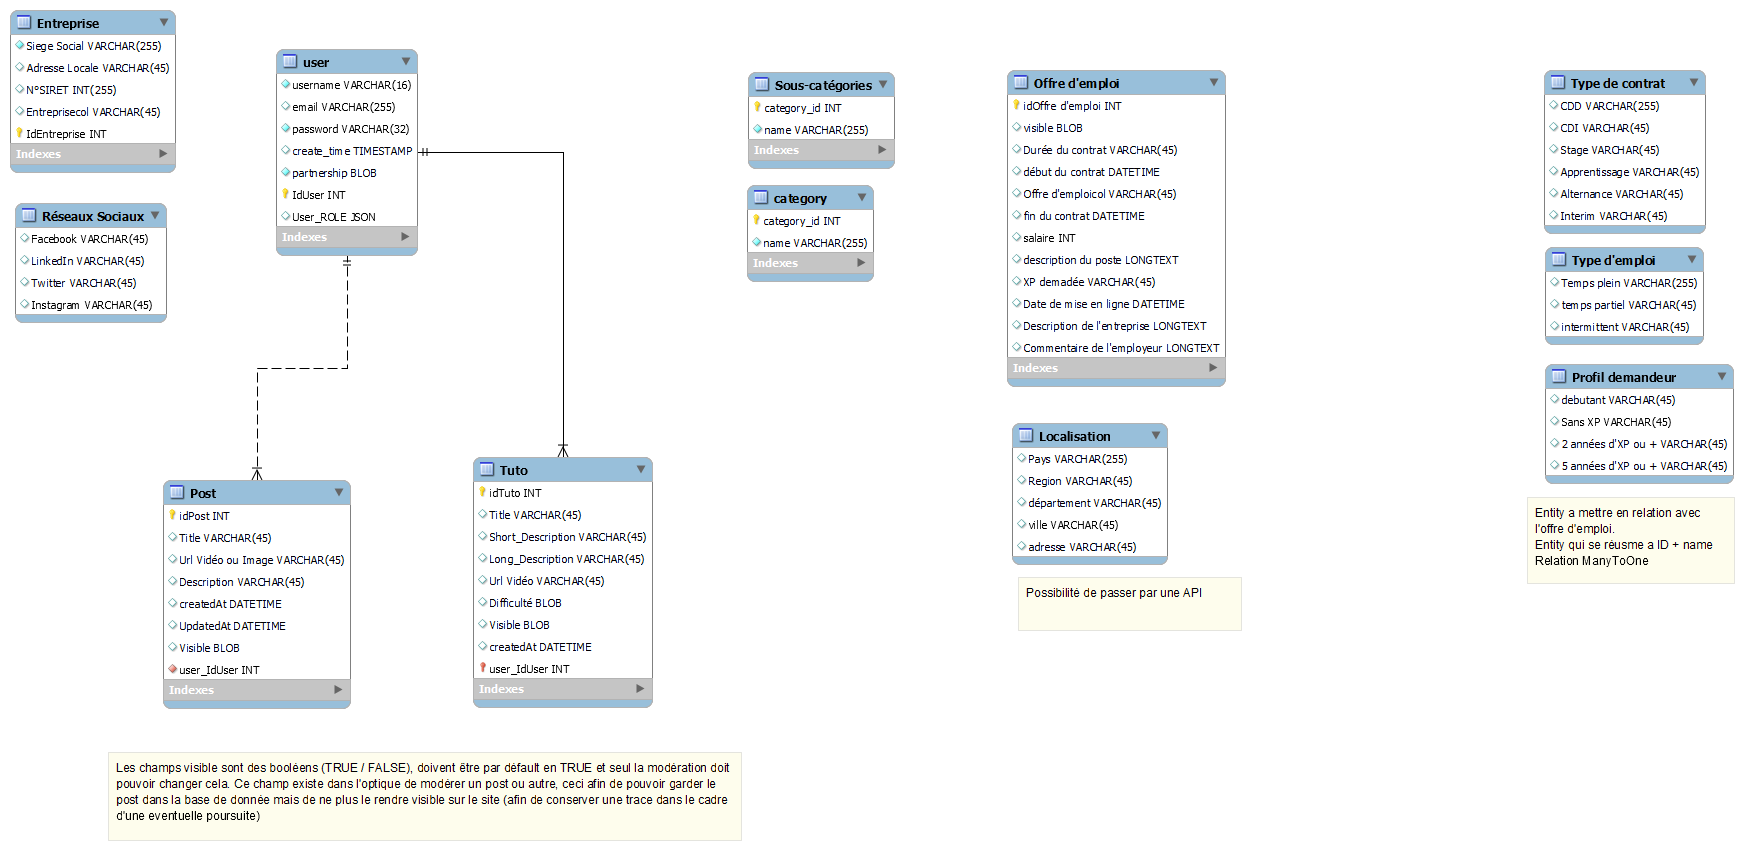 Entreprise
Siege Social VARCHAR(255)
Adresse Locale VARCHAR(45)
N°SIRET INT(255)
Entreprisecol VARCHAR(45)
IdEntreprise INT
Indexes
Réseaux Sociaux
Facebook VARCHAR(45)
LinkedIn VARCHAR(45)
Twitter VARCHAR(45)
Instagram VARCHAR(45)
user
username VARCHAR(16)
email VARCHAR(255)
password VARCHAR(32)
create_time TIMESTAMP
partnership BLOB
IdUser INT
User_ROLE JSON
Indexes
Post
idPost INT
Title VARCHAR(45)
Url Vidéo ou Image VARCHAR(45)
Description VARCHAR(45)
createdAt DATETIME
UpdatedAt DATETIME
Visible BLOB
user_IdUser INT
Indexes
Tuto
idTuto INT
Title VARCHAR(45)
Short_Description VARCHAR(45)
Long_Description VARCHAR(45)
Url Vidéo VARCHAR(45)
Difficulté BLOB
Visible BLOB
createdAt DATETIME
user_IdUser INT
Indexes
Les champs visible sont des booléens (TRUE / FALSE), doivent être par défault en TRUE et seul la modération doit
pouvoir changer cela. Ce champ existe dans l'optique de modérer un post ou autre, ceci afin de pouvoir garder le
post dans la base de donnée mais de ne plus le rendre visible sur le site (afin de conserver une trace dans le cadre
d'une eventuelle poursuite)
Sous-catégories
category_id INT
name VARCHAR(255)
Indexes
category
category_id INT
name VARCHAR(255)
Indexes
Offre d'emploi
idOffre d'emploi INT
visible BLOB
Durée du contrat VARCHAR(45)
début du contrat DATETIME
Offre d'emploicol VARCHAR(45)
fin du contrat DATETIME
salaire INT
description du poste LONGTEXT
XP demadée VARCHAR(45)
Date de mise en ligne DATETIME
Description de l'entreprise LONGTEXT
Commentaire de l'employeur LONGTEXT
Indexes
Localisation
Pays VARCHAR(255)
Region VARCHAR(45)
département VARCHAR(45)
ville VARCHAR(45)
adresse VARCHAR(45)
Possibilité de passer par une API
Type de contrat
CDD VARCHAR(255)
CDI VARCHAR(45)
Stage VARCHAR(45)
Apprentissage VARCHAR(45)
Alternance VARCHAR(45)
Interim VARCHAR(45)
Type d'emploi
Temps plein VARCHAR(255)
temps partiel VARCHAR(45)
intermittent VARCHAR(45)
Profil demandeur
debutant VARCHAR(45)
Sans XP VARCHAR(45)
2 années d'XP ou + VARCHAR(45)
5 années d'XP ou + VARCHAR(45)
Entity a mettre en relation avec
l'offre d'emploi.
Entity qui se réusme a ID + name
Relation ManyToOne